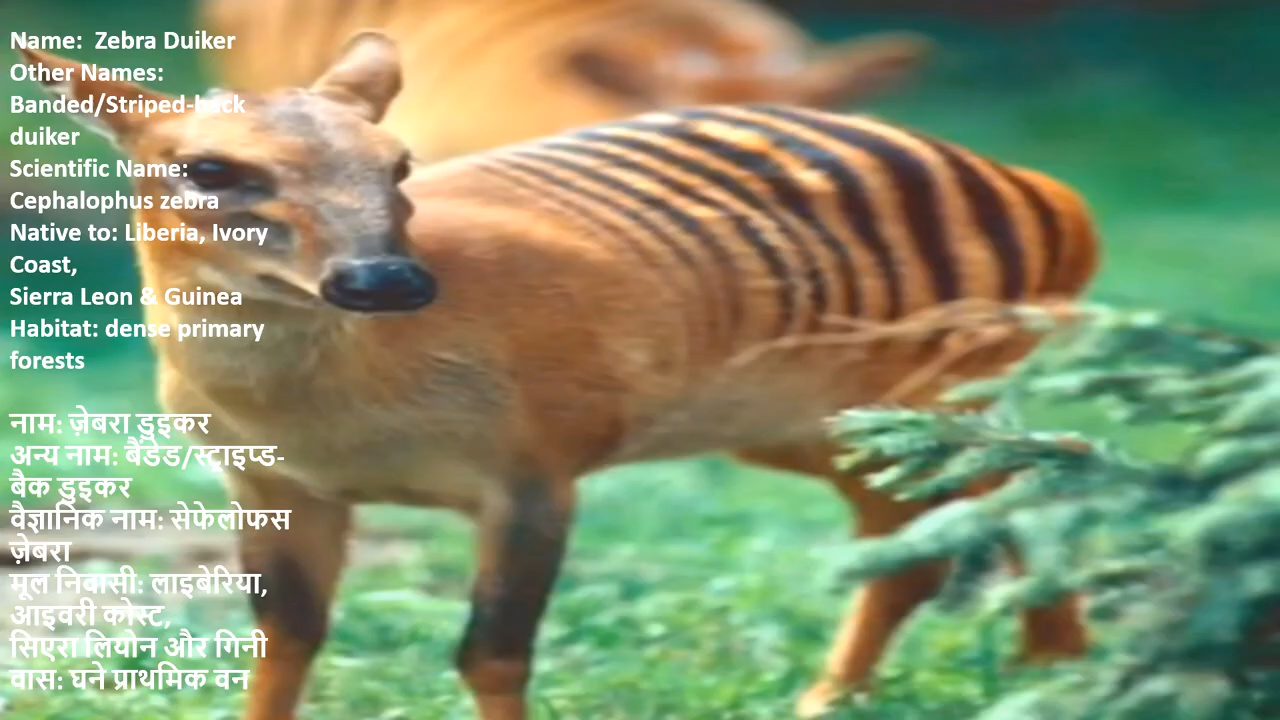 Name:  Zebra Duiker
Other Names:
Banded/Striped-back
duiker
Scientific Name:
Cephalophus zebra
Native to: Liberia, Ivory
Coast,
Sierra Leon & Guinea
Habitat: dense primary
forests
नाम: ज़ेबरा डुइकर
अन्य नाम: बैंडेड/स्ट्राइप्ड-
बैक डुइकर
वैज्ञानिक नाम: सेफेलोफस
ज़ेबरा
मूल निवासी: लाइबेरिया,
आइवरी कोस्ट,
सिएरा लियोन और गिनी
वास: घने प्राथमिक वन